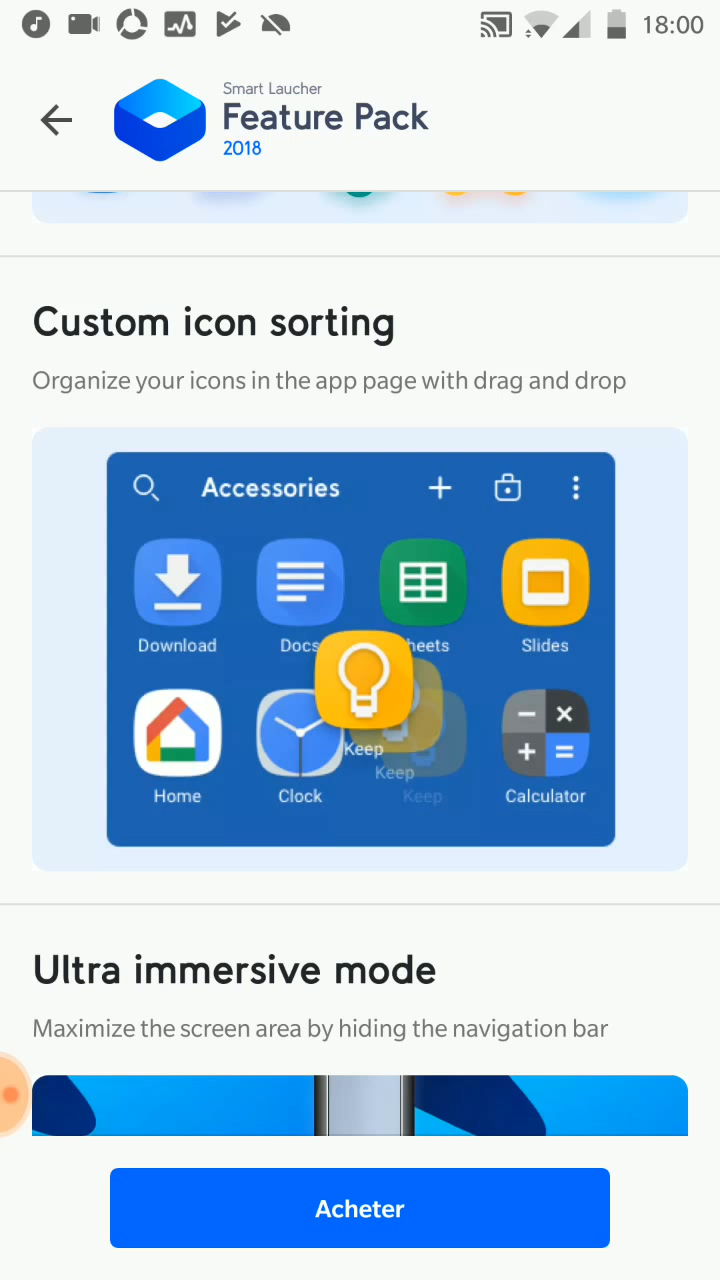 18:00
Smart Laucher
Feature Pack
2018
Custom icon sorting
Organize your icons in the app page with drag and drop
Accessories
Download
Docs
heets
Slides
Keep
Keep
Keep
Home
Clock
Calculator
Ultra immersive mode
Maximize the screen area by hiding the navigation bar
Acheter